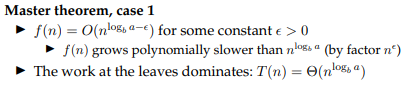 Master theorem, case 1
▶ f(n) = O(n^{log_b a−ϵ}) for some constant ϵ > 0
▶ f(n) grows polynomially slower than n^{log_b a} (by factor n^ϵ)
▶ The work at the leaves dominates: T(n) = Θ(n^{log_b a})